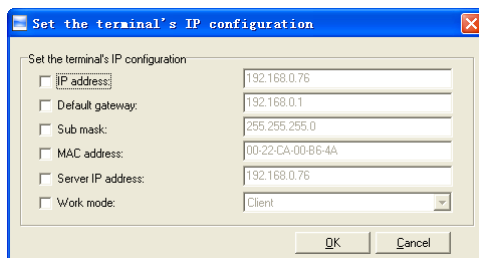 Set the terminal's IP configuration
Set the terminal's IP configuration
IP address: 192.168.0.76
Default gateway: 192.168.0.1
Sub mask: 255.255.255.0
MAC address: 00-22-CA-00-B6-4A
Server IP address: 192.168.0.76
Work mode: Client
OK Cancel